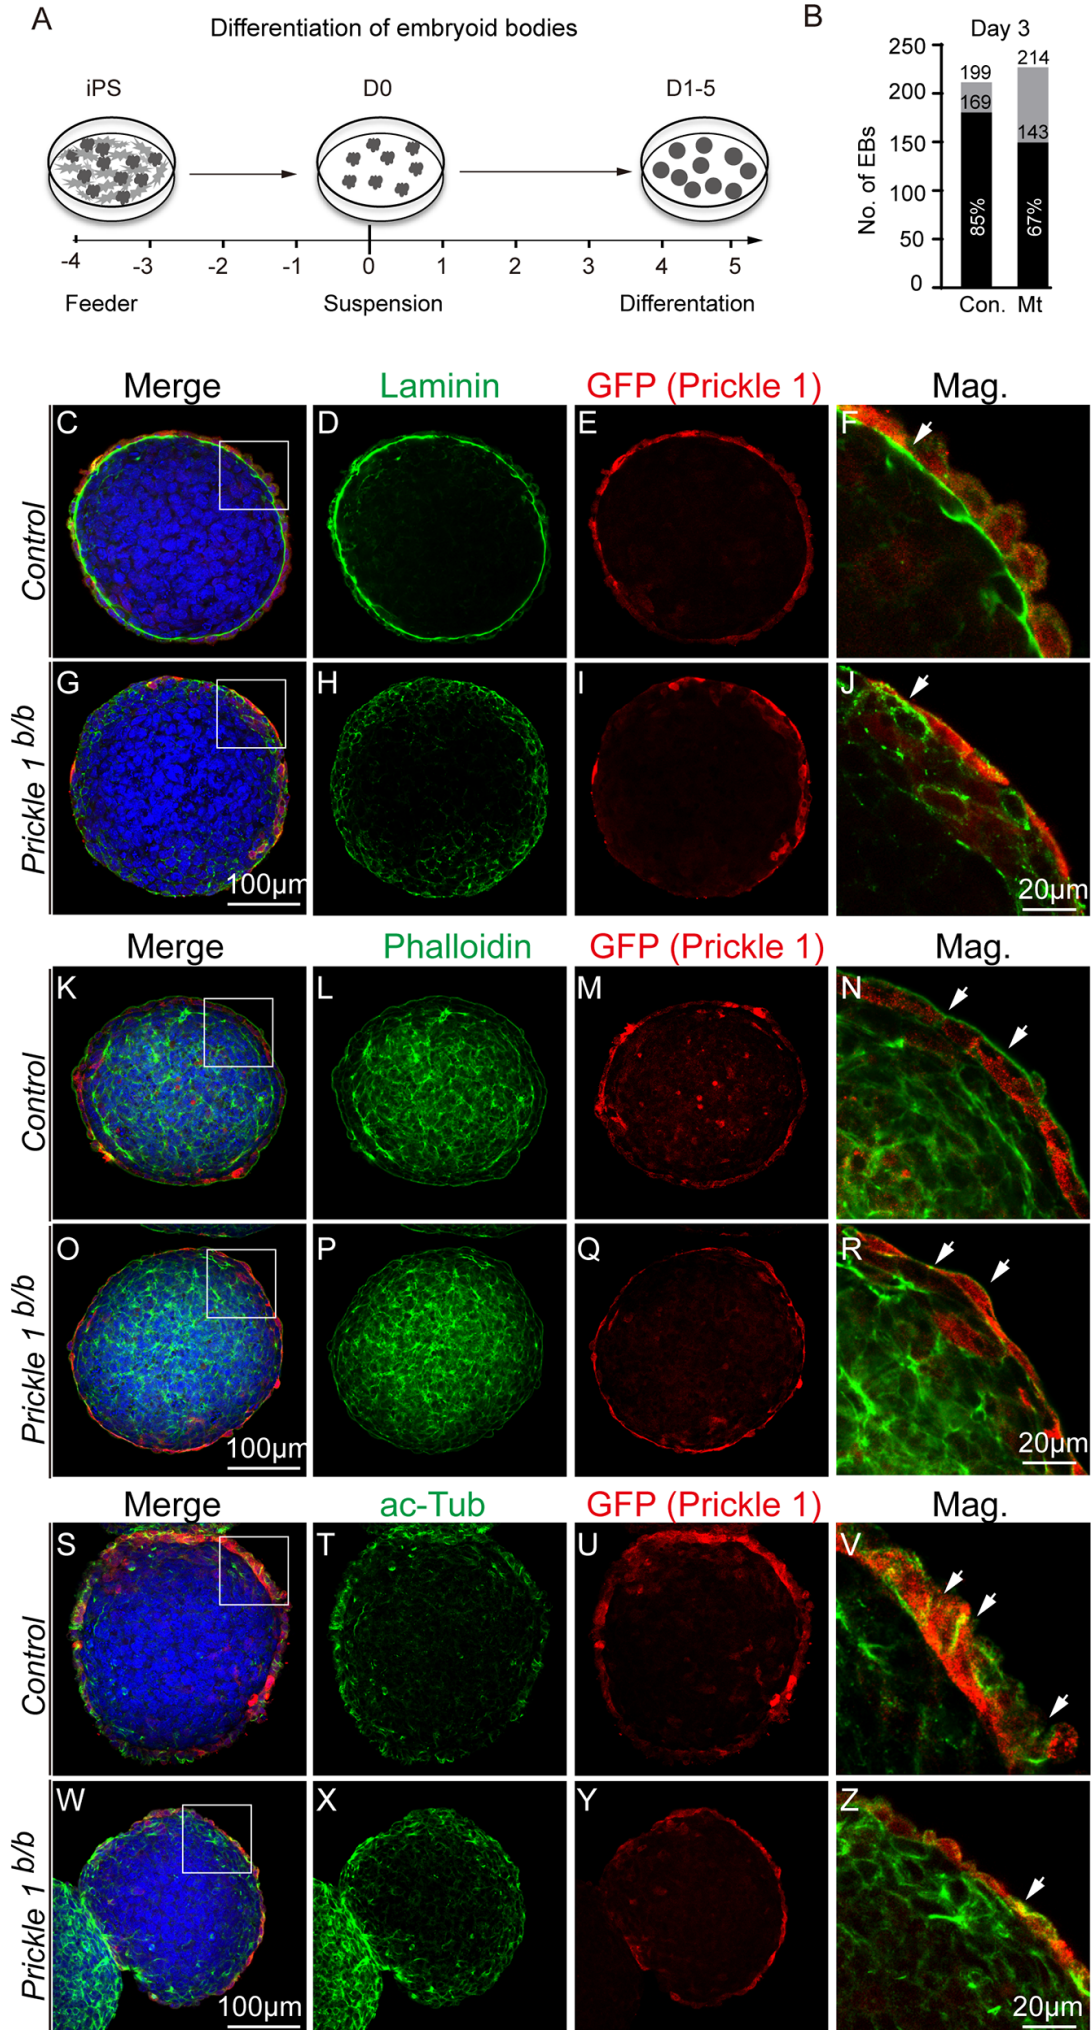 A
Differentiation of embryoid bodies
iPS
D0
D1-5
-4 -3 -2 -1 0 1 2 3 4 5
Feeder
Suspension
Differentation
B
Day 3
No. of EBs
250
200
150
100
50
0
199
169
85%
214
143
67%
Con. Mt
Merge Laminin GFP (Prickle 1) Mag.
Control
C D E F
Prickle 1 b/b
G H I J
100µm 20µm
Merge Phalloidin GFP (Prickle 1) Mag.
Control
K L M N
Prickle 1 b/b
O P Q R
100µm 20µm
Merge ac-Tub GFP (Prickle 1) Mag.
Control
S T U V
Prickle 1 b/b
W X Y Z
100µm 20µm